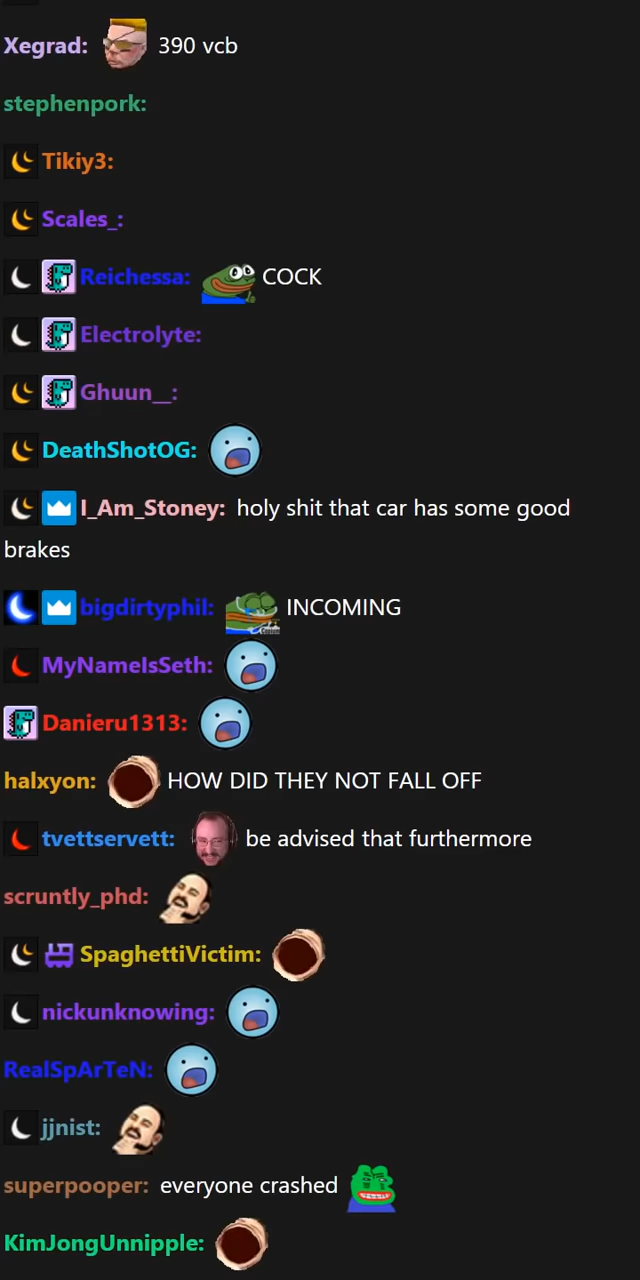 Xegrad: 390 vcb
stephenpork:
Tikiy3:
Scales_:
Reichessa: COCK
Electrolyte:
Ghuun__:
DeathShotOG:
I_Am_Stoney: holy shit that car has some good
brakes
bigdirtyphil: INCOMING
MyNameIsSeth:
Danieru1313:
halxyon: HOW DID THEY NOT FALL OFF
tvettservett: be advised that furthermore
scruntly_phd:
SpaghettiVictim:
nickunknowing:
RealSpArTeN:
jjnist:
superpooper: everyone crashed
KimJongUnnipple: